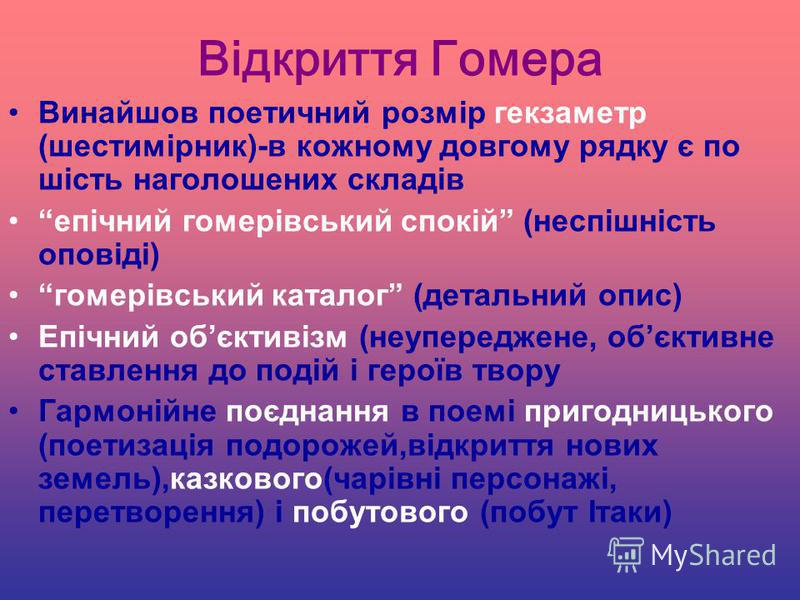 Відкриття Гомера
• Винайшов поетичний розмір гекзаметр
(шестимірник)-в кожному довгому рядку є по
шість наголошених складів
• “епічний гомерівський спокій” (неспішність
оповіді)
• “гомерівський каталог” (детальний опис)
• Епічний об’єктивізм (неупереджене, об’єктивне
ставлення до подій і героїв твору
• Гармонійне поєднання в поемі пригодницького
(поетизація подорожей,відкриття нових
земель),казкового(чарівні персонажі,
перетворення) і побутового (побут Ітаки)
MyShared